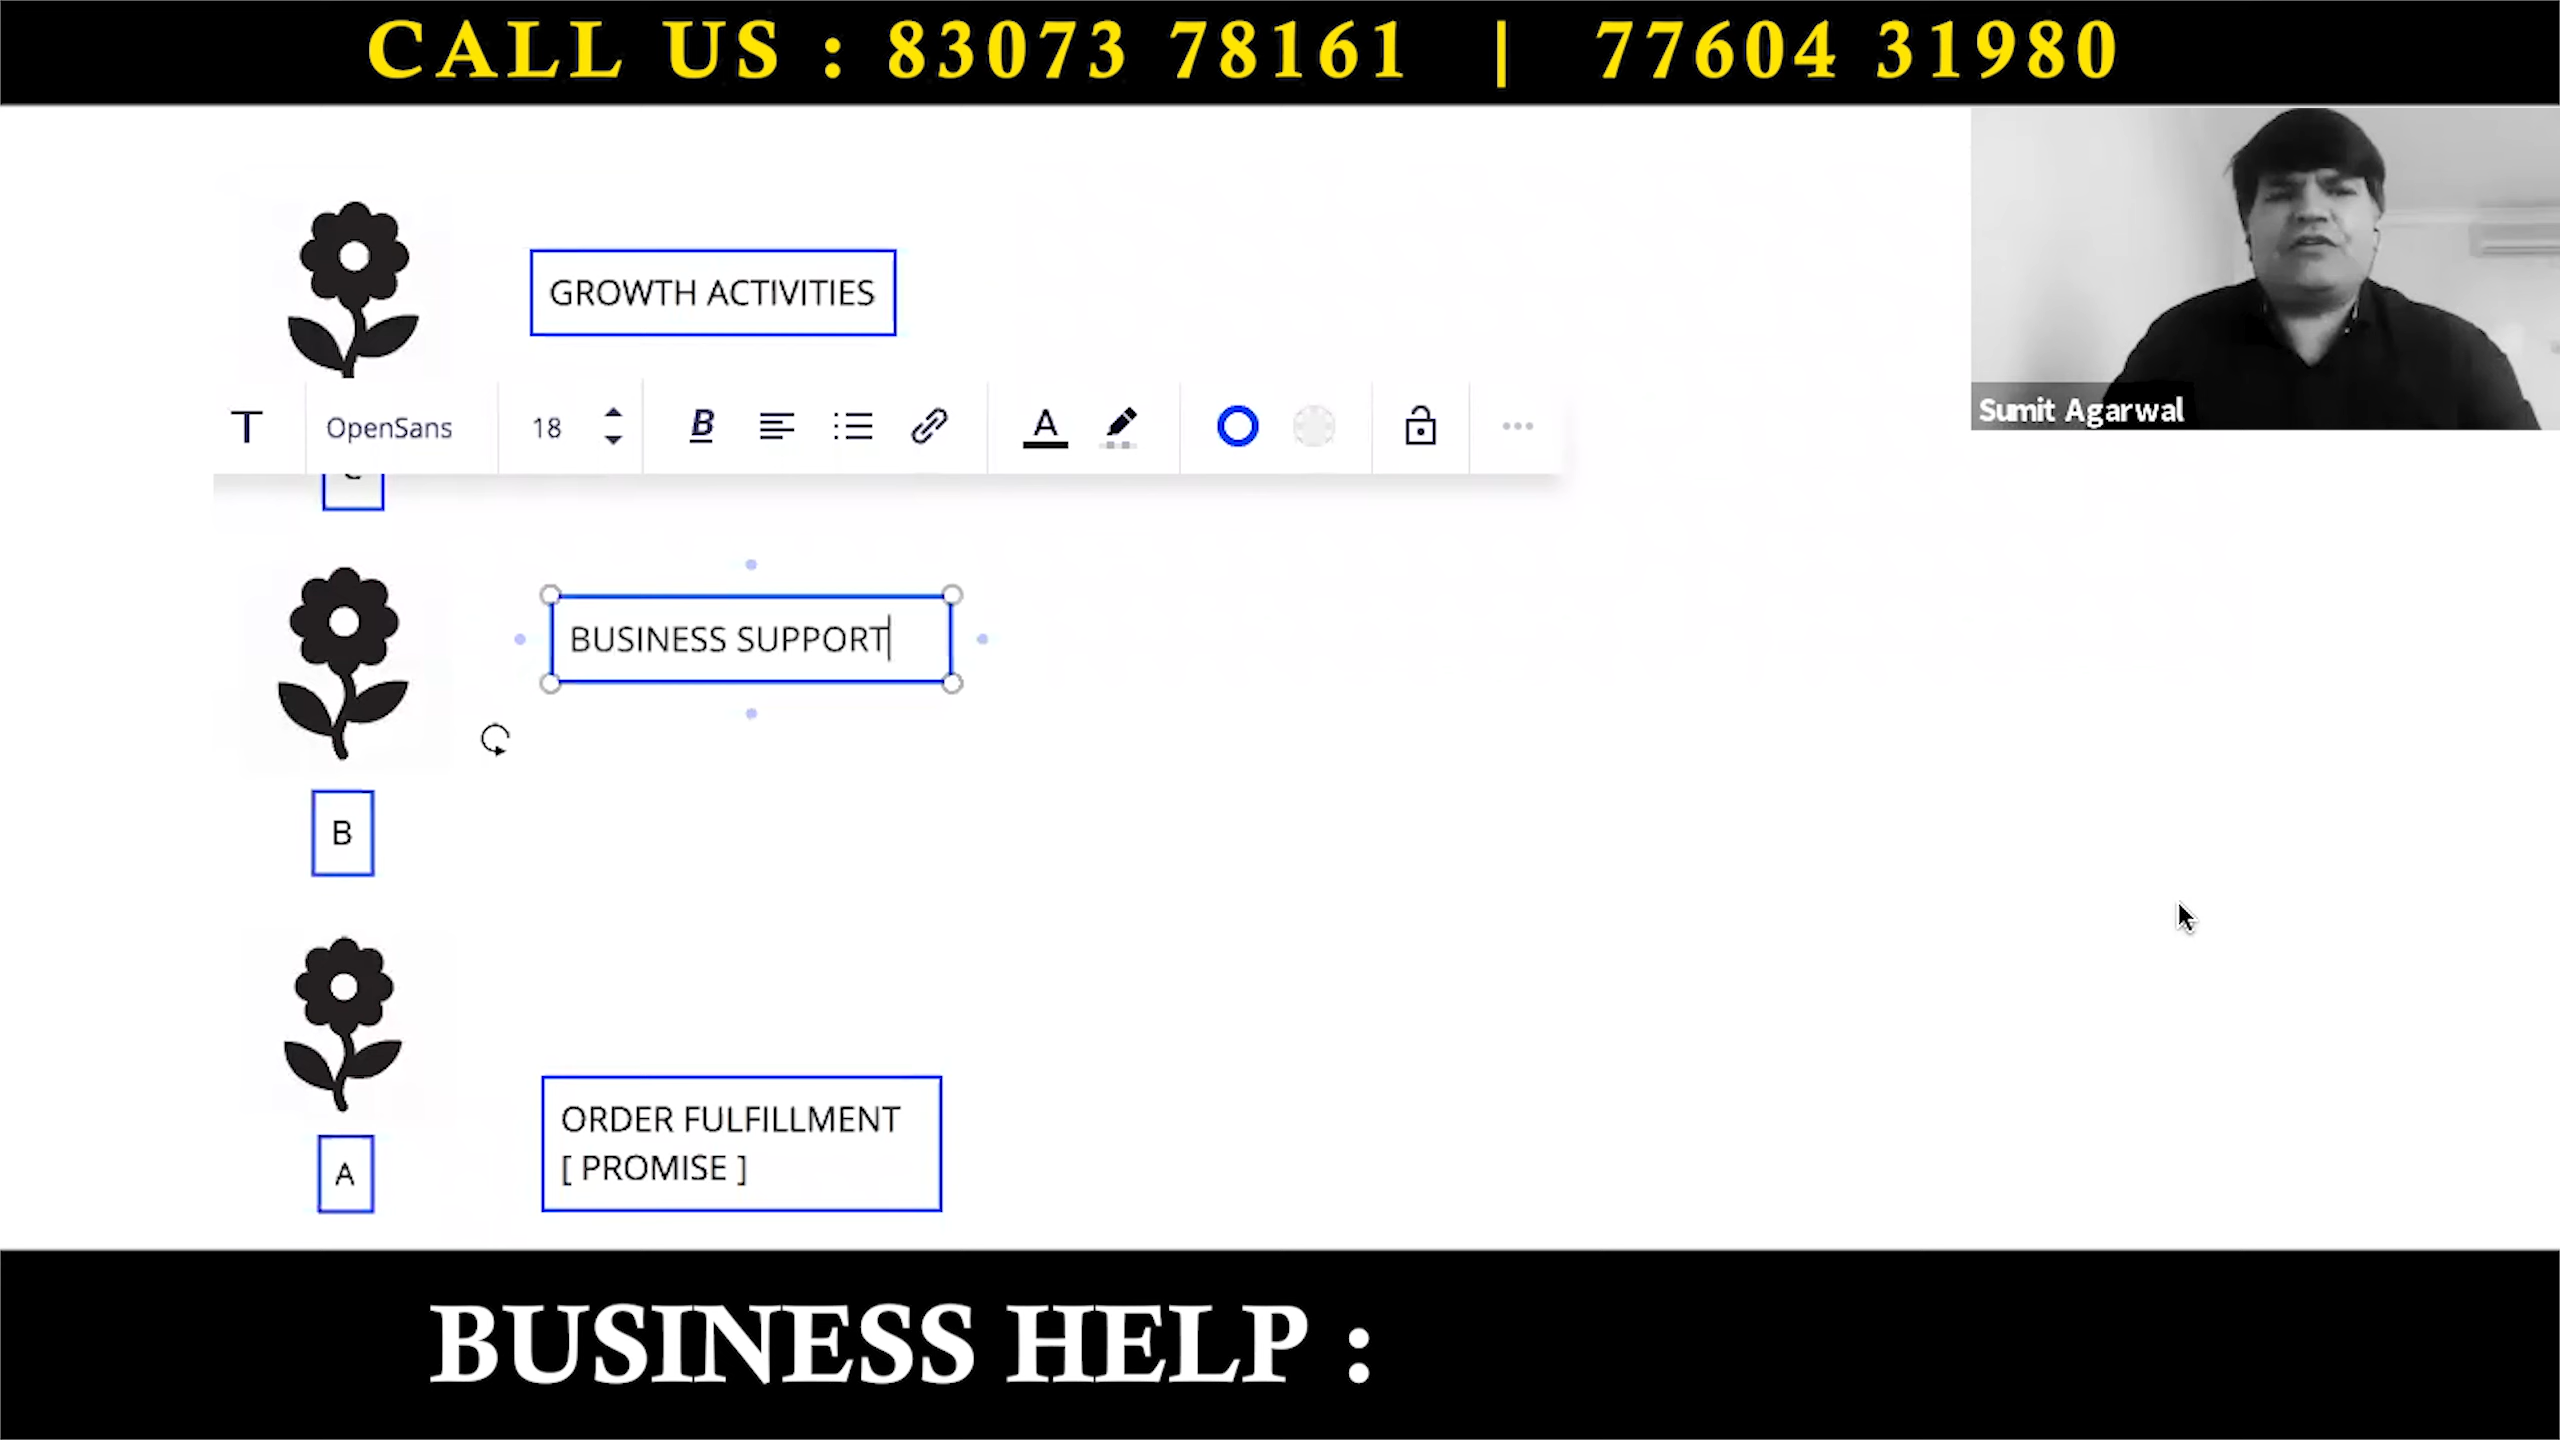 CALL US : 83073 78161 | 77604 31980
GROWTH ACTIVITIES
Sumit Agarwal
OpenSans
18
B
A
BUSINESS SUPPORT
B
ORDER FULFILLMENT
[ PROMISE ]
A
BUSINESS HELP :